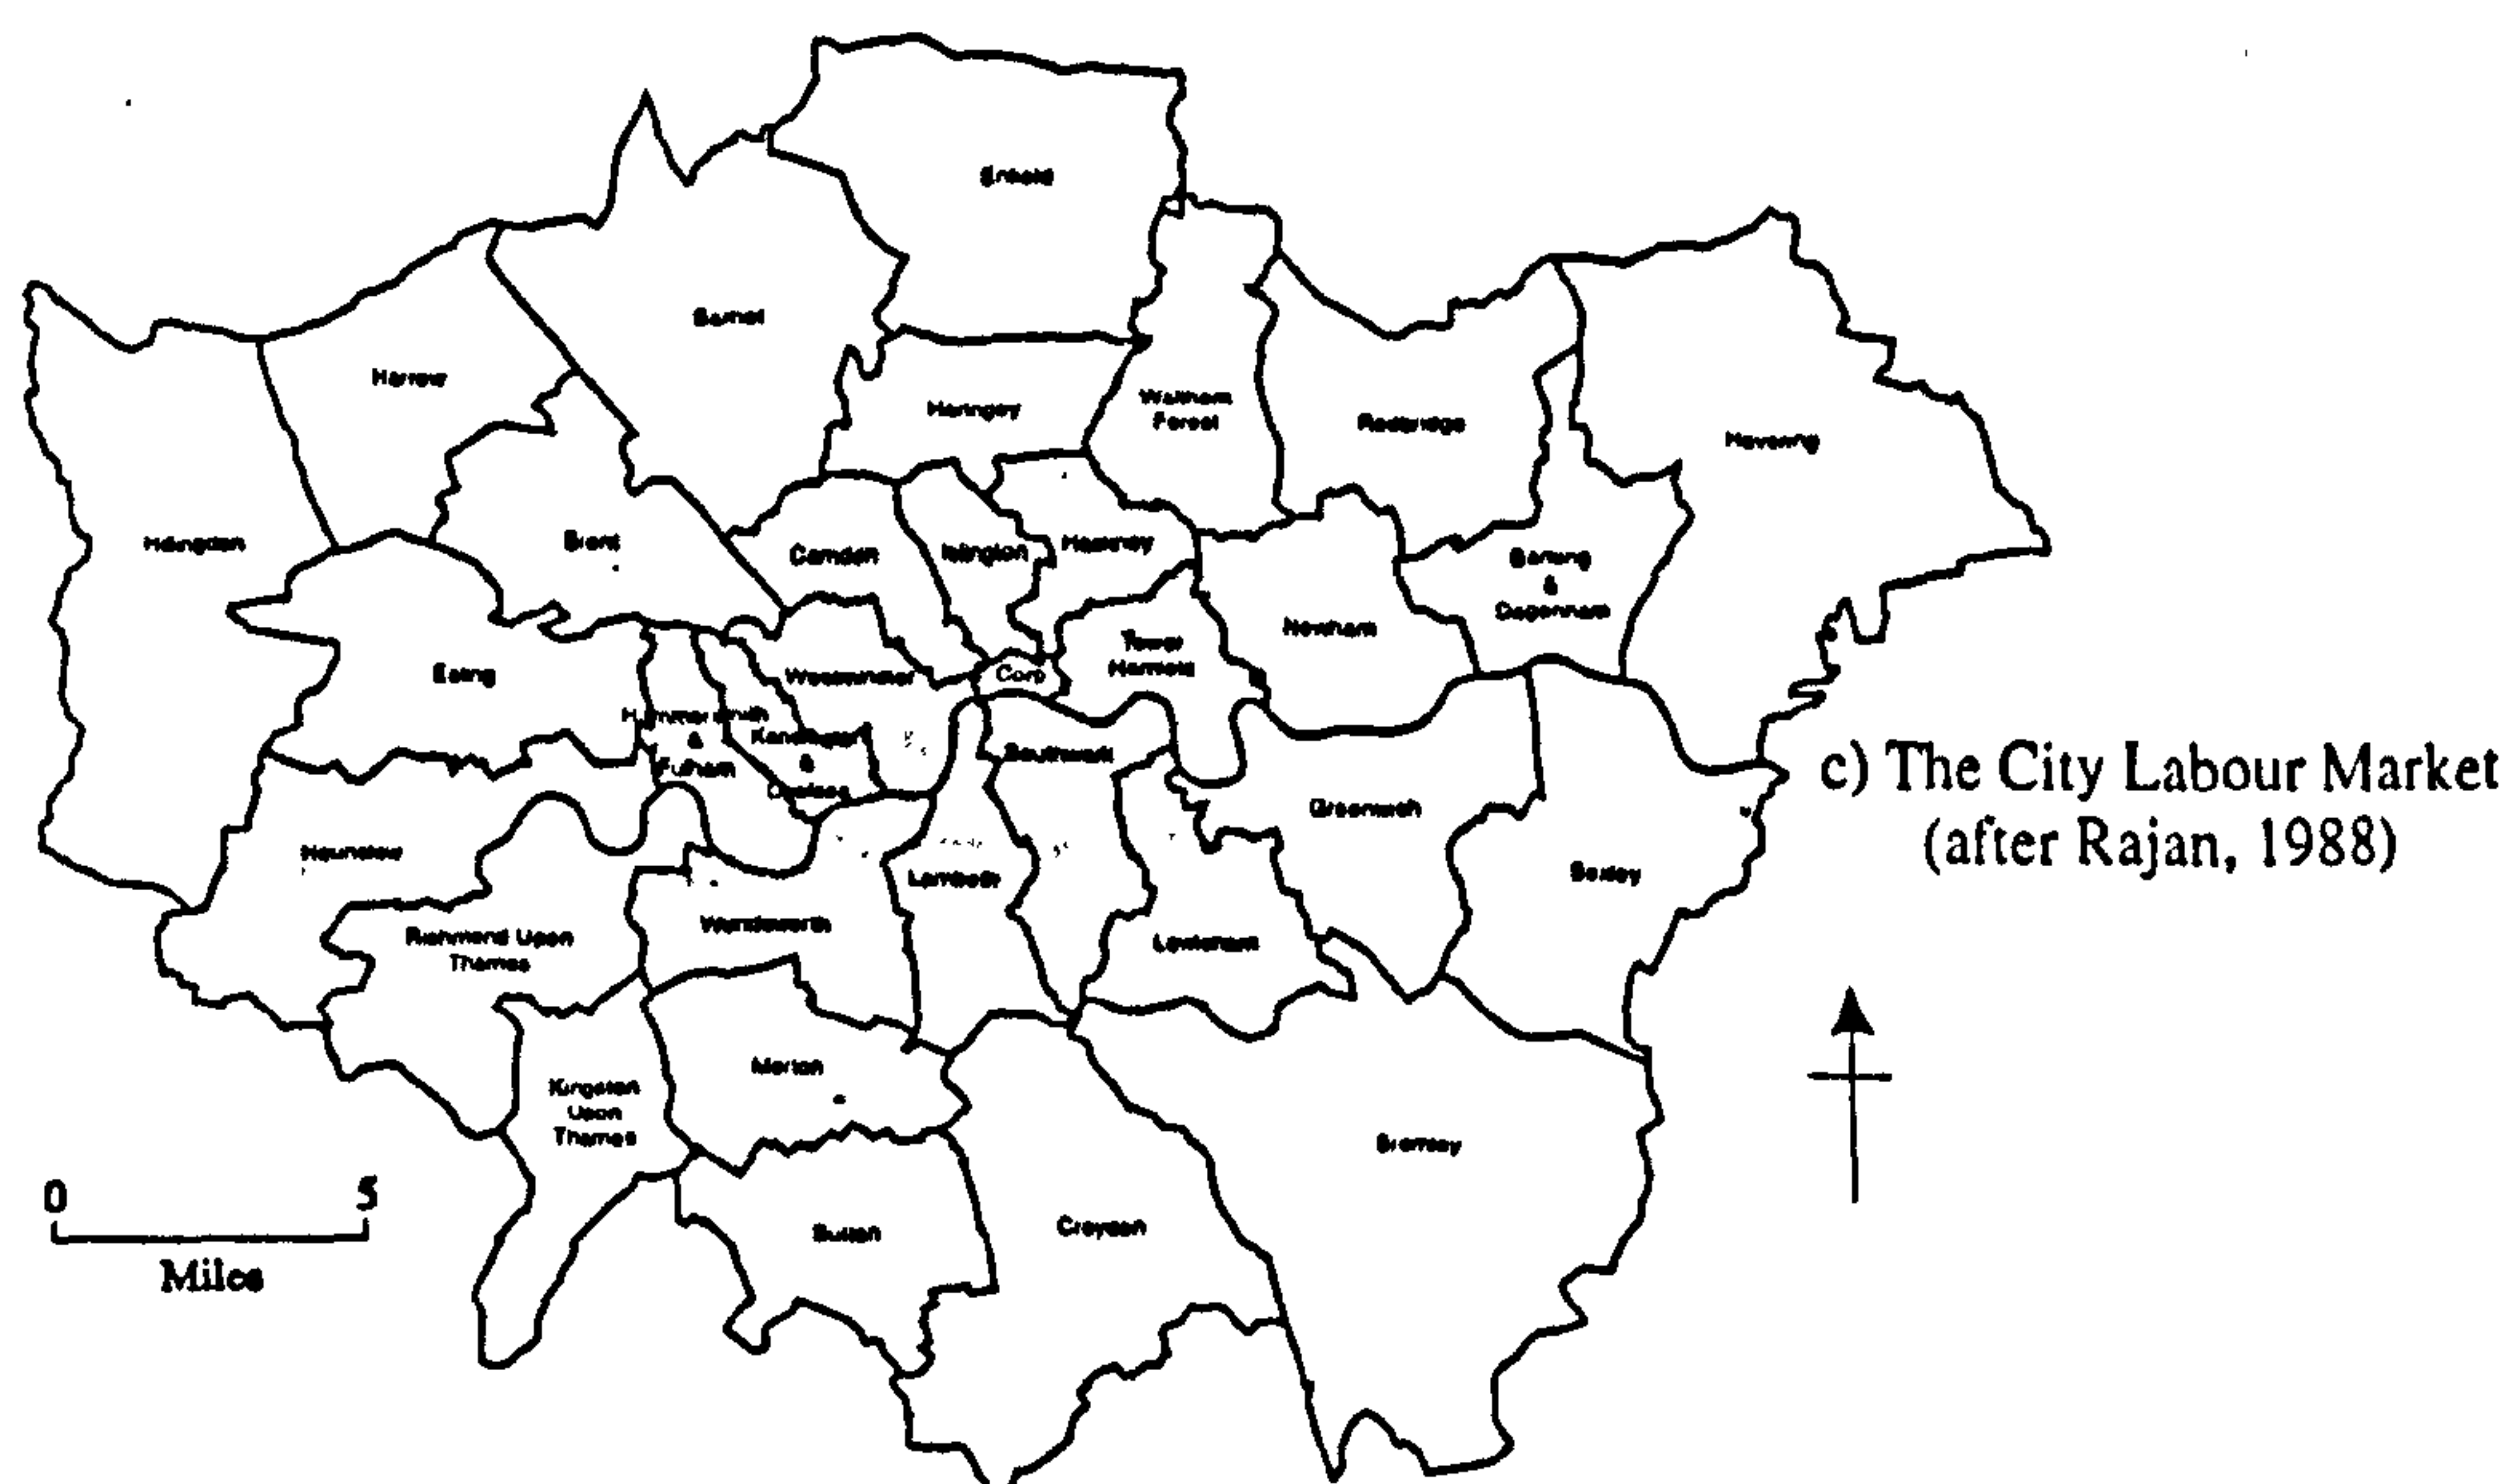 Enfield
Barnet
Harrow
Haringey
Waltham
Forest
Redbridge
Havering
Hillingdon
Brent
Camden
Islington
Hackney
Barking
&
Dagenham
Newham
Tower
Hamlets
Ealing
Westminster
Corp
Hammersmith
&
Fulham
Kensington
&
Chelsea
Southwark
c) The City Labour Market
(after Rajan, 1988)
Greenwich
Hounslow
Lambeth
Bexley
Wandsworth
Richmond Upon
Thames
Lewisham
Merton
Kingston
Upon
Thames
Bromley
0 5
Miles
Sutton
Croydon